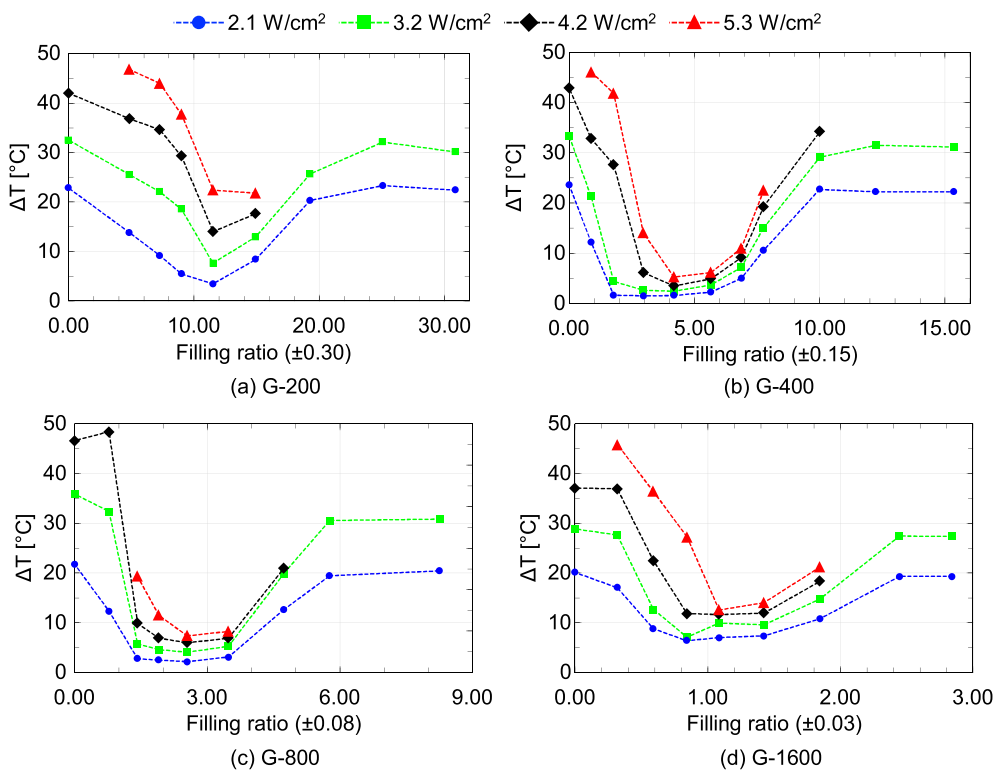 2.1 W/cm² 3.2 W/cm² 4.2 W/cm² 5.3 W/cm²
50
40
30
20
10
0
ΔT [°C]
0.00 10.00 20.00 30.00
Filling ratio (±0.30)
(a) G-200
50
40
30
20
10
0
ΔT [°C]
0.00 5.00 10.00 15.00
Filling ratio (±0.15)
(b) G-400
50
40
30
20
10
0
ΔT [°C]
0.00 3.00 6.00 9.00
Filling ratio (±0.08)
(c) G-800
50
40
30
20
10
0
ΔT [°C]
0.00 1.00 2.00 3.00
Filling ratio (±0.03)
(d) G-1600